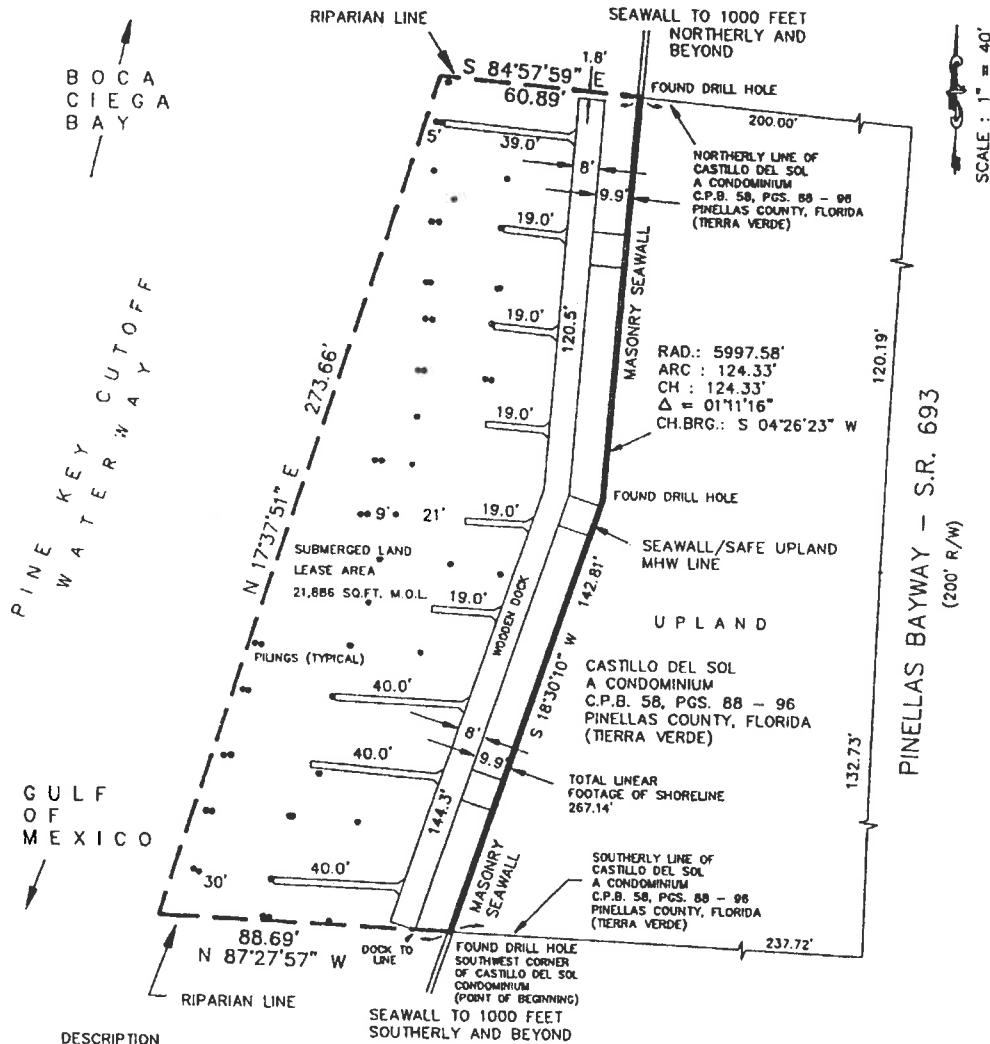 RIPARIAN LINE
SEAWALL TO 1000 FEET
NORTHERLY AND
BEYOND
BOCA
CIEGA
BAY
S 84°57'59" E
60.89'
1.8'
FOUND DRILL HOLE
200.00'
SCALE : 1" = 40'
5'
39.0'
8'
9.9'
NORTHERLY LINE OF
CASTILLO DEL SOL
A CONDOMINIUM
C.P.B. 58, PGS. 88 - 96
PINELLAS COUNTY, FLORIDA
(TIERRA VERDE)
19.0'
MASONRY SEAWALL
19.0'
120.5'
RAD.: 5997.58'
ARC : 124.33'
CH : 124.33'
Δ = 01°11'16"
CH.BRG.: S 04°26'23" W
120.19'
PINELLAS BAYWAY - S.R. 693
(200' R/W)
PINE KEY CUTOFF
WATERWAY
273.66'
N 17°37'51" E
19.0'
FOUND DRILL HOLE
9'
21'
19.0'
SEAWALL/SAFE UPLAND
MHW LINE
SUBMERGED LAND
LEASE AREA
21,886 SQ.FT. M.O.L.
19.0'
WOODEN DOCK
142.81'
S 18°30'10" W
UPLAND
PILINGS (TYPICAL)
CASTILLO DEL SOL
A CONDOMINIUM
C.P.B. 58, PGS. 88 - 96
PINELLAS COUNTY, FLORIDA
(TIERRA VERDE)
40.0'
8'
9.9'
40.0'
132.73'
TOTAL LINEAR
FOOTAGE OF SHORELINE
267.14'
GULF
OF
MEXICO
144.3'
30'
40.0'
MASONRY
SEAWALL
SOUTHERLY LINE OF
CASTILLO DEL SOL
A CONDOMINIUM
C.P.B. 58, PGS. 88 - 96
PINELLAS COUNTY, FLORIDA
(TIERRA VERDE)
88.69'
N 87°27'57" W
DOCK TO
LINE
FOUND DRILL HOLE
SOUTHWEST CORNER
OF CASTILLO DEL SOL
CONDOMINIUM
(POINT OF BEGINNING)
237.72'
RIPARIAN LINE
SEAWALL TO 1000 FEET
SOUTHERLY AND BEYOND
DESCRIPTION